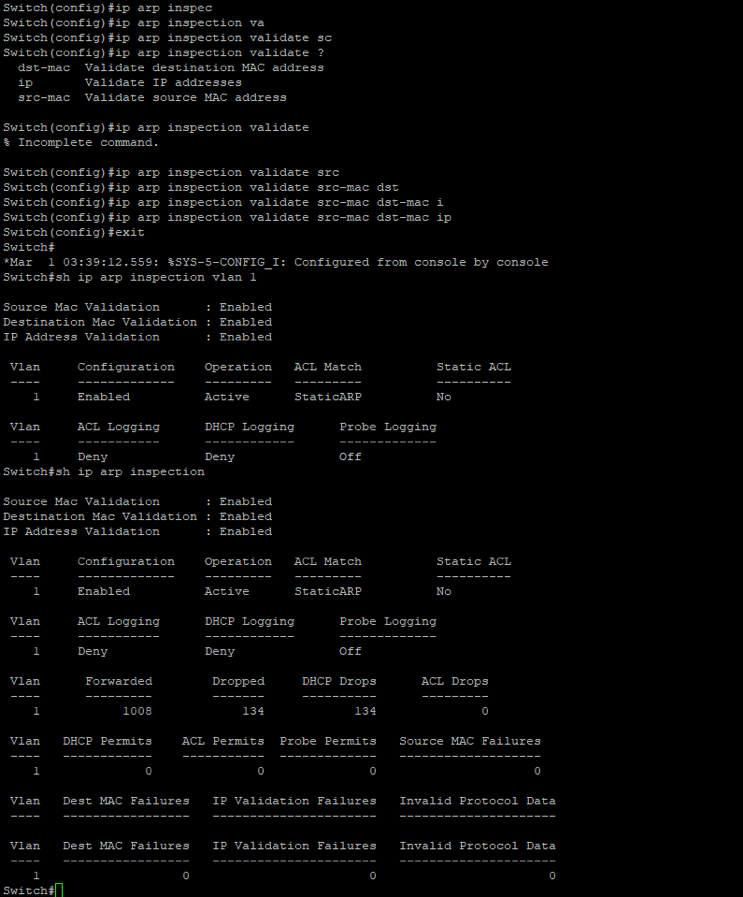 Switch(config)#ip arp inspec
Switch(config)#ip arp inspection va
Switch(config)#ip arp inspection validate sc
Switch(config)#ip arp inspection validate ?
  dst-mac  Validate destination MAC address
  ip       Validate IP addresses
  src-mac  Validate source MAC address
Switch(config)#ip arp inspection validate
% Incomplete command.
Switch(config)#ip arp inspection validate src
Switch(config)#ip arp inspection validate src-mac dst
Switch(config)#ip arp inspection validate src-mac dst-mac i
Switch(config)#ip arp inspection validate src-mac dst-mac ip
Switch(config)#exit
Switch#
*Mar  1 03:39:12.559: %SYS-5-CONFIG_I: Configured from console by console
Switch#sh ip arp inspection vlan 1
Source Mac Validation      : Enabled
Destination Mac Validation : Enabled
IP Address Validation      : Enabled
 Vlan     Configuration    Operation   ACL Match          Static ACL
 ----     -------------    ---------   ---------          ----------
    1     Enabled          Active      StaticARP          No
 Vlan     ACL Logging      DHCP Logging      Probe Logging
 ----     -----------      ------------      -------------
    1     Deny             Deny              Off
Switch#sh ip arp inspection
Source Mac Validation      : Enabled
Destination Mac Validation : Enabled
IP Address Validation      : Enabled
 Vlan     Configuration    Operation   ACL Match          Static ACL
 ----     -------------    ---------   ---------          ----------
    1     Enabled          Active      StaticARP          No
 Vlan     ACL Logging      DHCP Logging      Probe Logging
 ----     -----------      ------------      -------------
    1     Deny             Deny              Off
 Vlan      Forwarded        Dropped     DHCP Drops      ACL Drops
 ----      ---------        -------     ----------      ---------
    1           1008            134            134              0
 Vlan   DHCP Permits    ACL Permits  Probe Permits   Source MAC Failures
 ----   ------------    -----------  -------------   -------------------
    1              0              0              0                     0
 Vlan   Dest MAC Failures   IP Validation Failures   Invalid Protocol Data
 ----   -----------------   ----------------------   ---------------------
 Vlan   Dest MAC Failures   IP Validation Failures   Invalid Protocol Data
 ----   -----------------   ----------------------   ---------------------
    1                   0                        0                       0
Switch#